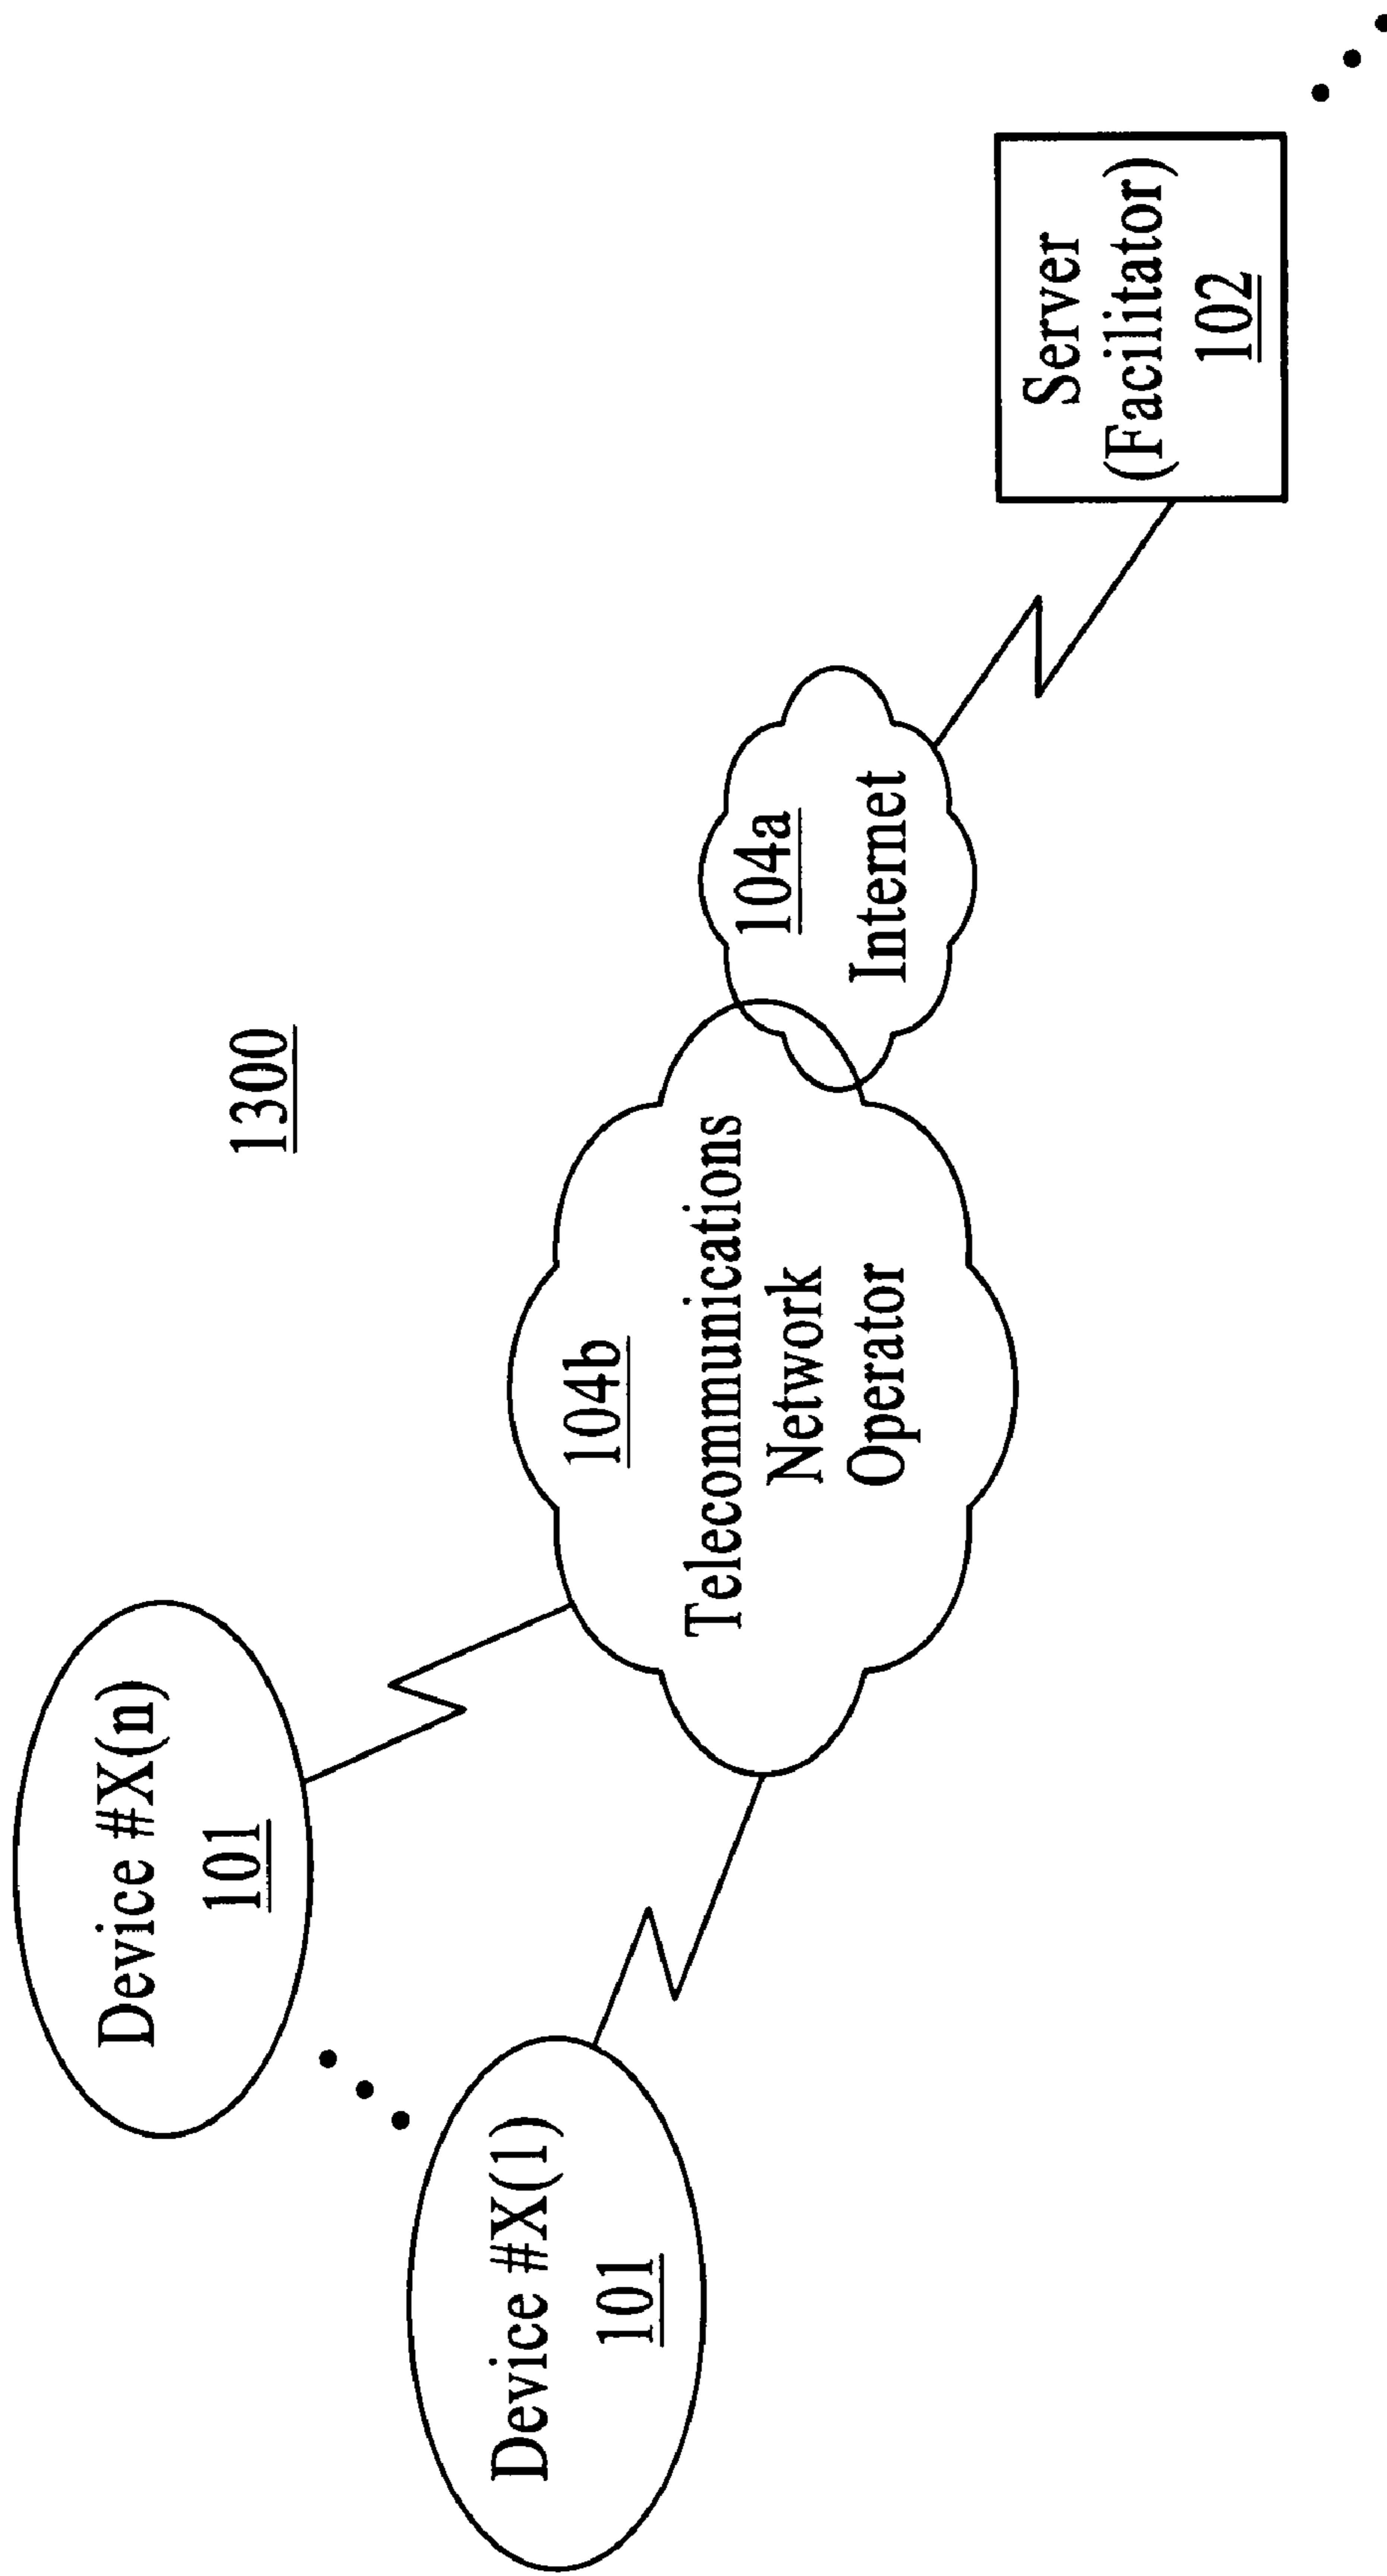 1300
Device #X(n)
101
Device #X(1)
101
104b
Telecommunications
Network
Operator
104a
Internet
Server
(Facilitator)
102